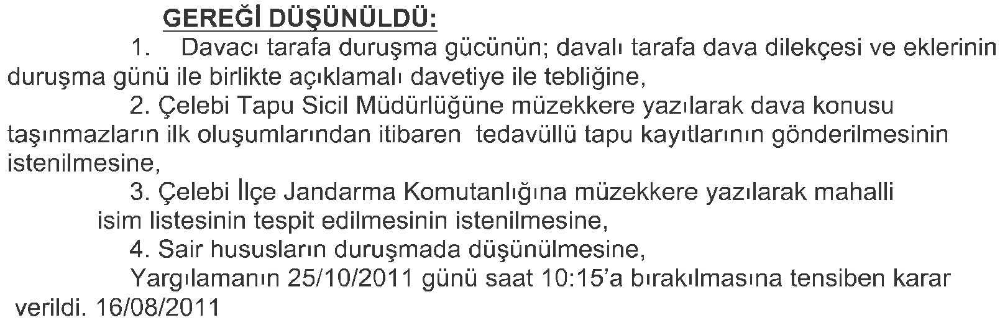 GEREĞİ DÜŞÜNÜLDÜ:
1. Davacı tarafa duruşma gücünün; davalı tarafa dava dilekçesi ve eklerinin
duruşma günü ile birlikte açıklamalı davetiye ile tebliğine,
2. Çelebi Tapu Sicil Müdürlüğüne müzekkere yazılarak dava konusu
taşınmazların ilk oluşumlarından itibaren tedavüllü tapu kayıtlarının gönderilmesinin
istenilmesine,
3. Çelebi İlçe Jandarma Komutanlığına müzekkere yazılarak mahalli
isim listesinin tespit edilmesinin istenilmesine,
4. Sair hususların duruşmada düşünülmesine,
Yargılamanın 25/10/2011 günü saat 10:15’a bırakılmasına tensiben karar
verildi. 16/08/2011